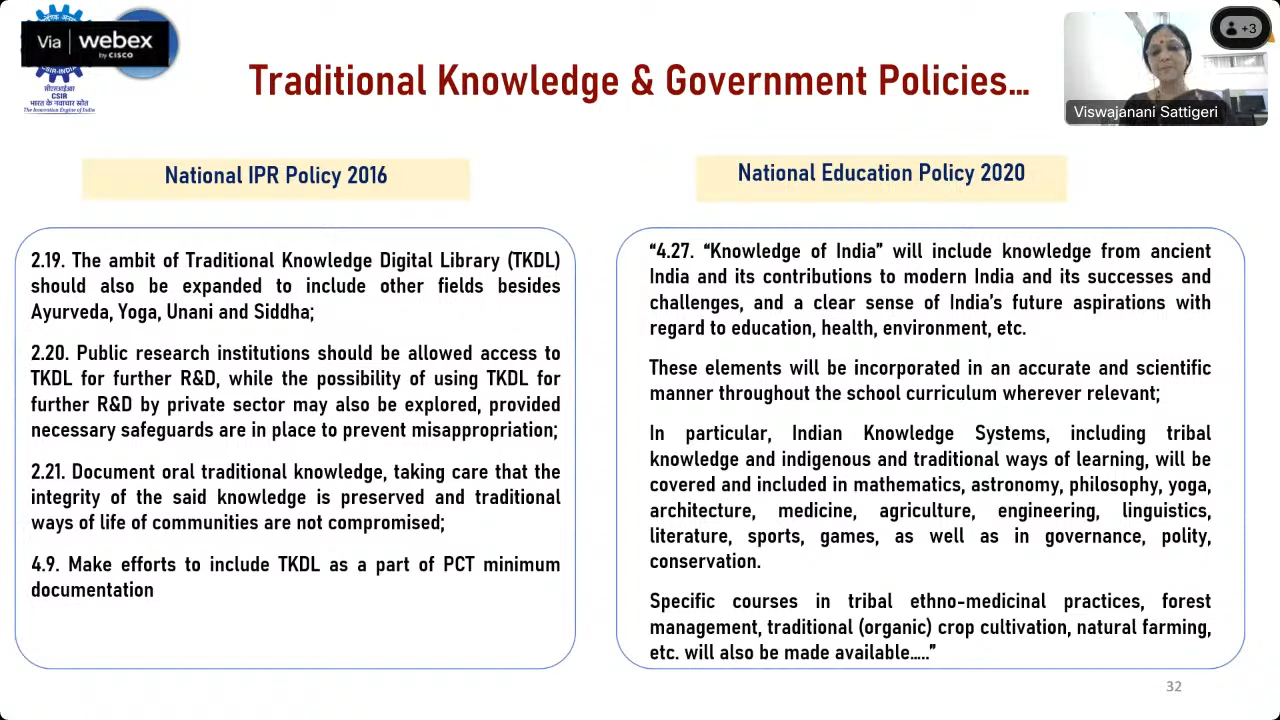 Via webex
by CISCO
CSIR-INDIA
सीएसआईआर
CSIR
भारत के नवाचार स्रोत
The Innovation Engine of India
Traditional Knowledge & Government Policies…
+3
Viswajanani Sattigeri
National IPR Policy 2016
2.19. The ambit of Traditional Knowledge Digital Library (TKDL)
should also be expanded to include other fields besides
Ayurveda, Yoga, Unani and Siddha;
2.20. Public research institutions should be allowed access to
TKDL for further R&D, while the possibility of using TKDL for
further R&D by private sector may also be explored, provided
necessary safeguards are in place to prevent misappropriation;
2.21. Document oral traditional knowledge, taking care that the
integrity of the said knowledge is preserved and traditional
ways of life of communities are not compromised;
4.9. Make efforts to include TKDL as a part of PCT minimum
documentation
National Education Policy 2020
“4.27. “Knowledge of India” will include knowledge from ancient
India and its contributions to modern India and its successes and
challenges, and a clear sense of India’s future aspirations with
regard to education, health, environment, etc.
These elements will be incorporated in an accurate and scientific
manner throughout the school curriculum wherever relevant;
In particular, Indian Knowledge Systems, including tribal
knowledge and indigenous and traditional ways of learning, will be
covered and included in mathematics, astronomy, philosophy, yoga,
architecture, medicine, agriculture, engineering, linguistics,
literature, sports, games, as well as in governance, polity,
conservation.
Specific courses in tribal ethno-medicinal practices, forest
management, traditional (organic) crop cultivation, natural farming,
etc. will also be made available…..”
32